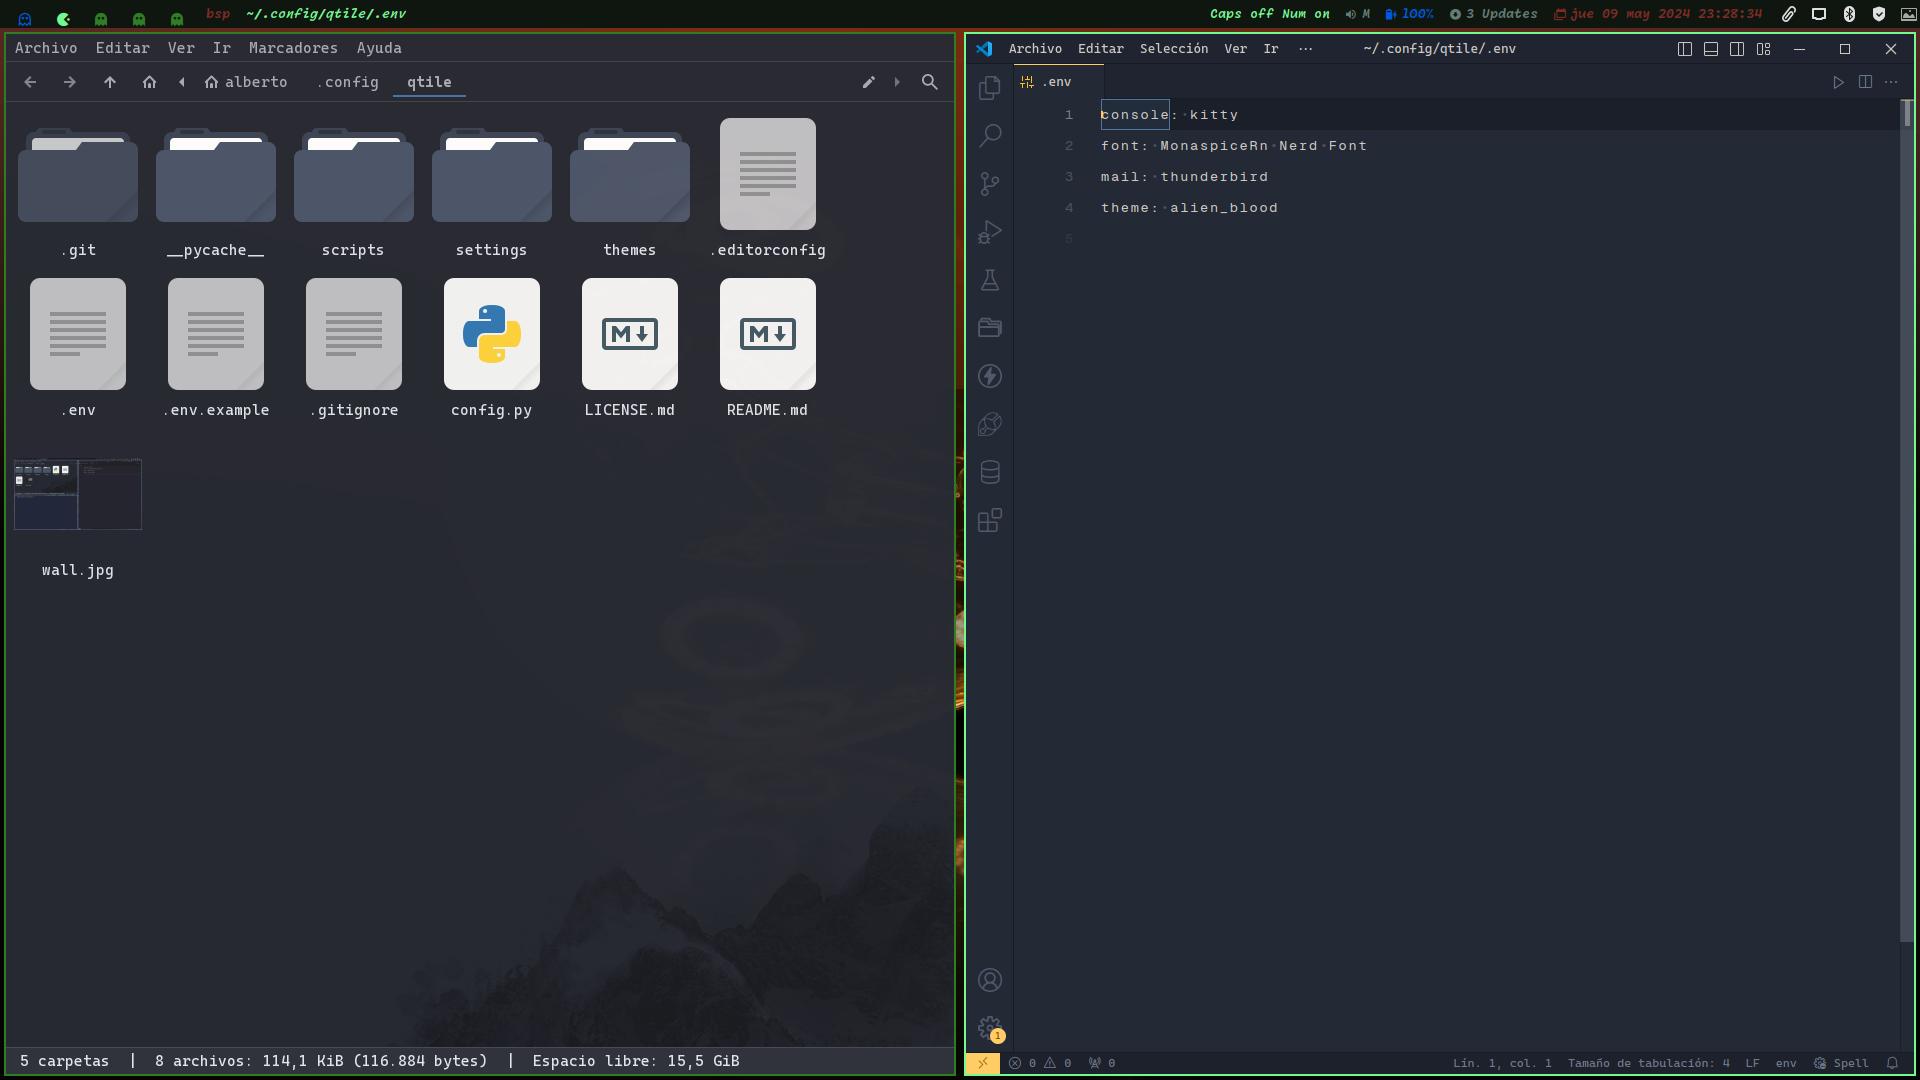 bsp ~/.config/qtile/.env
Caps off Num on M 100% 3 Updates jue 09 may 2024 23:28:34
Archivo Editar Ver Ir Marcadores Ayuda
alberto .config qtile
.git __pycache__ scripts settings themes .editorconfig
.env .env.example .gitignore config.py LICENSE.md README.md
wall.jpg
5 carpetas | 8 archivos: 114,1 KiB (116.884 bytes) | Espacio libre: 15,5 GiB
Archivo Editar Selección Ver Ir ··· ~/.config/qtile/.env
.env
1 console: kitty
2 font: MonaspiceRn Nerd Font
3 mail: thunderbird
4 theme: alien_blood
5
1
0 0 0 Lín. 1, col. 1 Tamaño de tabulación: 4 LF env Spell